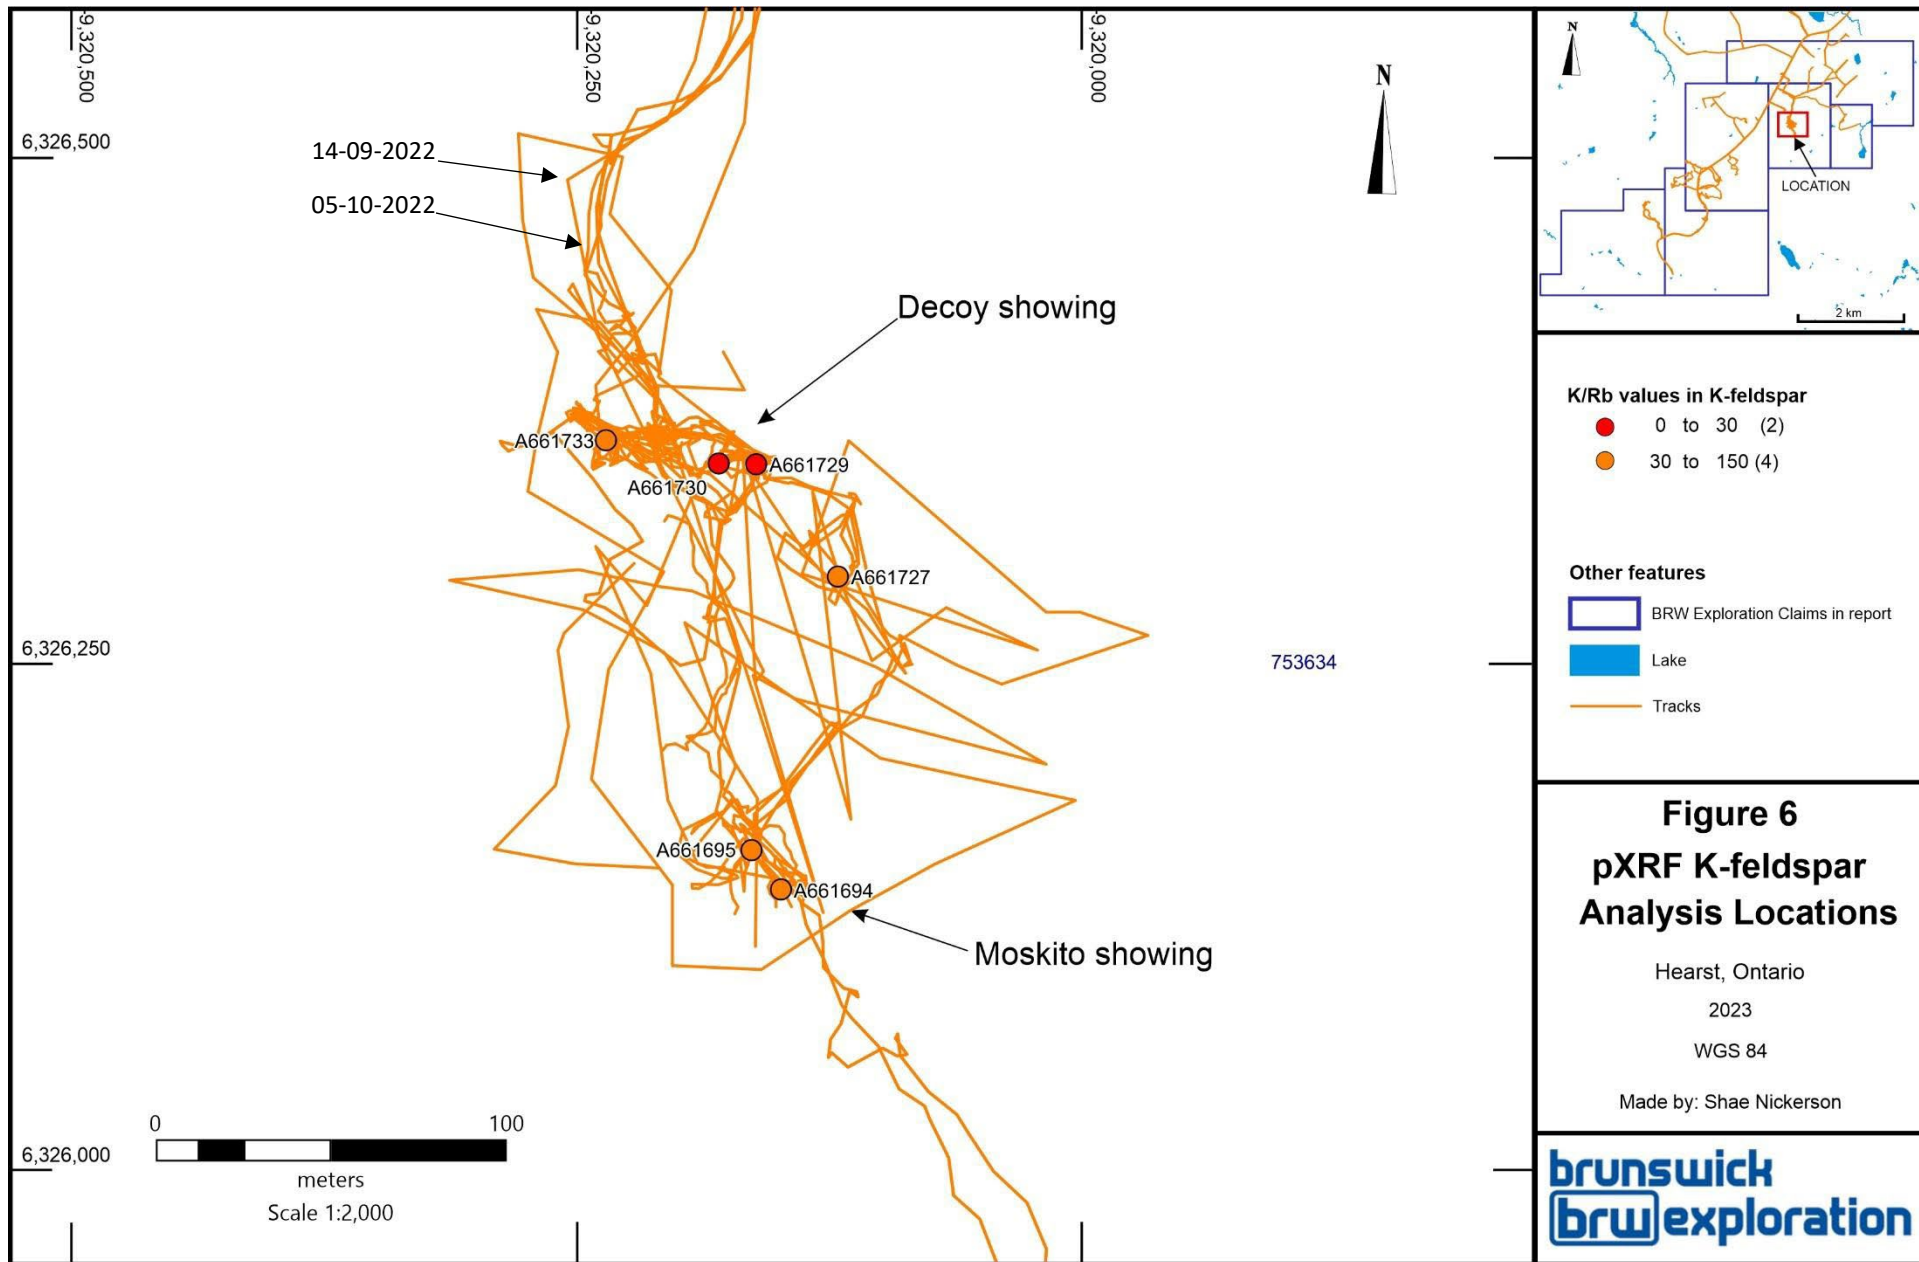 9,320,500
9,320,250
9,320,000
6,326,500
6,326,250
6,326,000
14-09-2022
05-10-2022
N
Decoy showing
A661733
A661730
A661729
A661727
753634
A661695
A661694
Moskito showing
0 100
meters
Scale 1:2,000
N
LOCATION
2 km
K/Rb values in K-feldspar
0 to 30 (2)
30 to 150 (4)
Other features
BRW Exploration Claims in report
Lake
Tracks
Figure 6
pXRF K-feldspar
Analysis Locations
Hearst, Ontario
2023
WGS 84
Made by: Shae Nickerson
brunswick
brw exploration